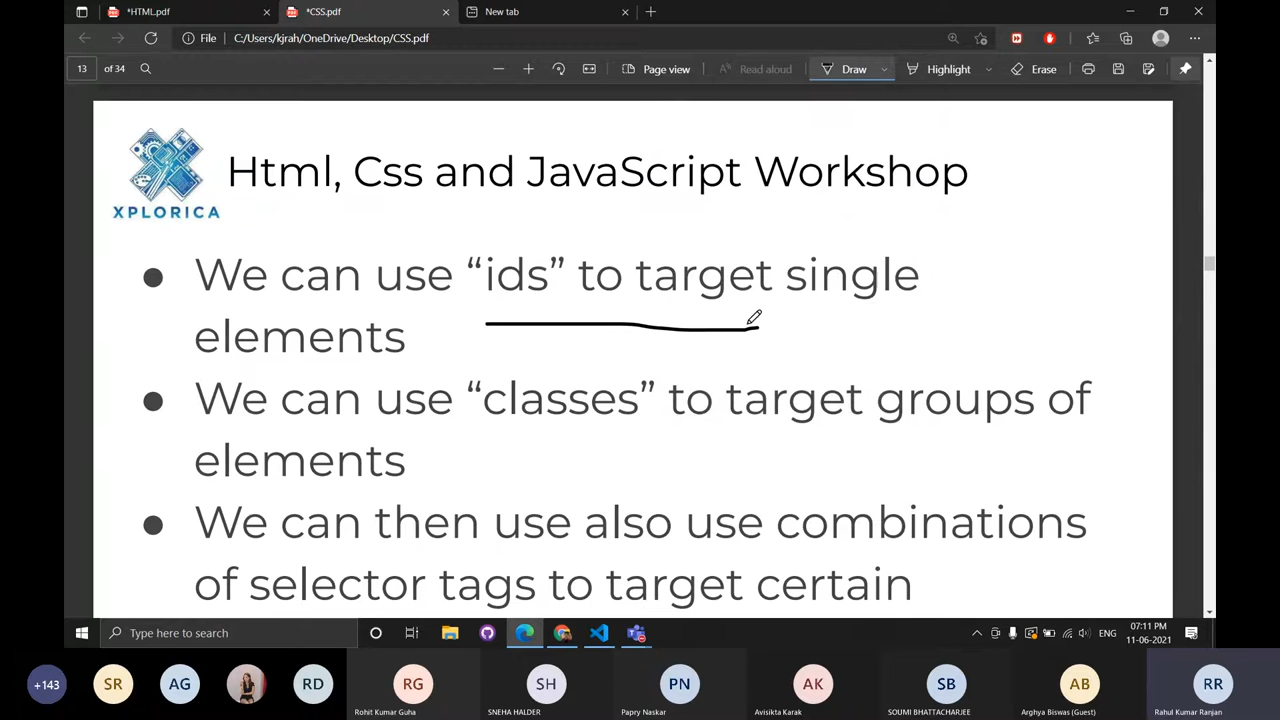 *HTML.pdf
*CSS.pdf
New tab
File
C:/Users/kjrah/OneDrive/Desktop/CSS.pdf
13 of 34
Page view
Read aloud
Draw
Highlight
Erase
Html, Css and JavaScript Workshop
XPLORICA
● We can use “ids” to target single
elements
● We can use “classes” to target groups of
elements
● We can then use also use combinations
of selector tags to target certain
Type here to search
ENG
07:11 PM
11-06-2021
+143
SR
AG
RD
RG
SH
PN
AK
SB
AB
RR
Rohit Kumar Guha
SNEHA HALDER
Papry Naskar
Avisikta Karak
SOUMI BHATTACHARJEE
Arghya Biswas (Guest)
Rahul Kumar Ranjan